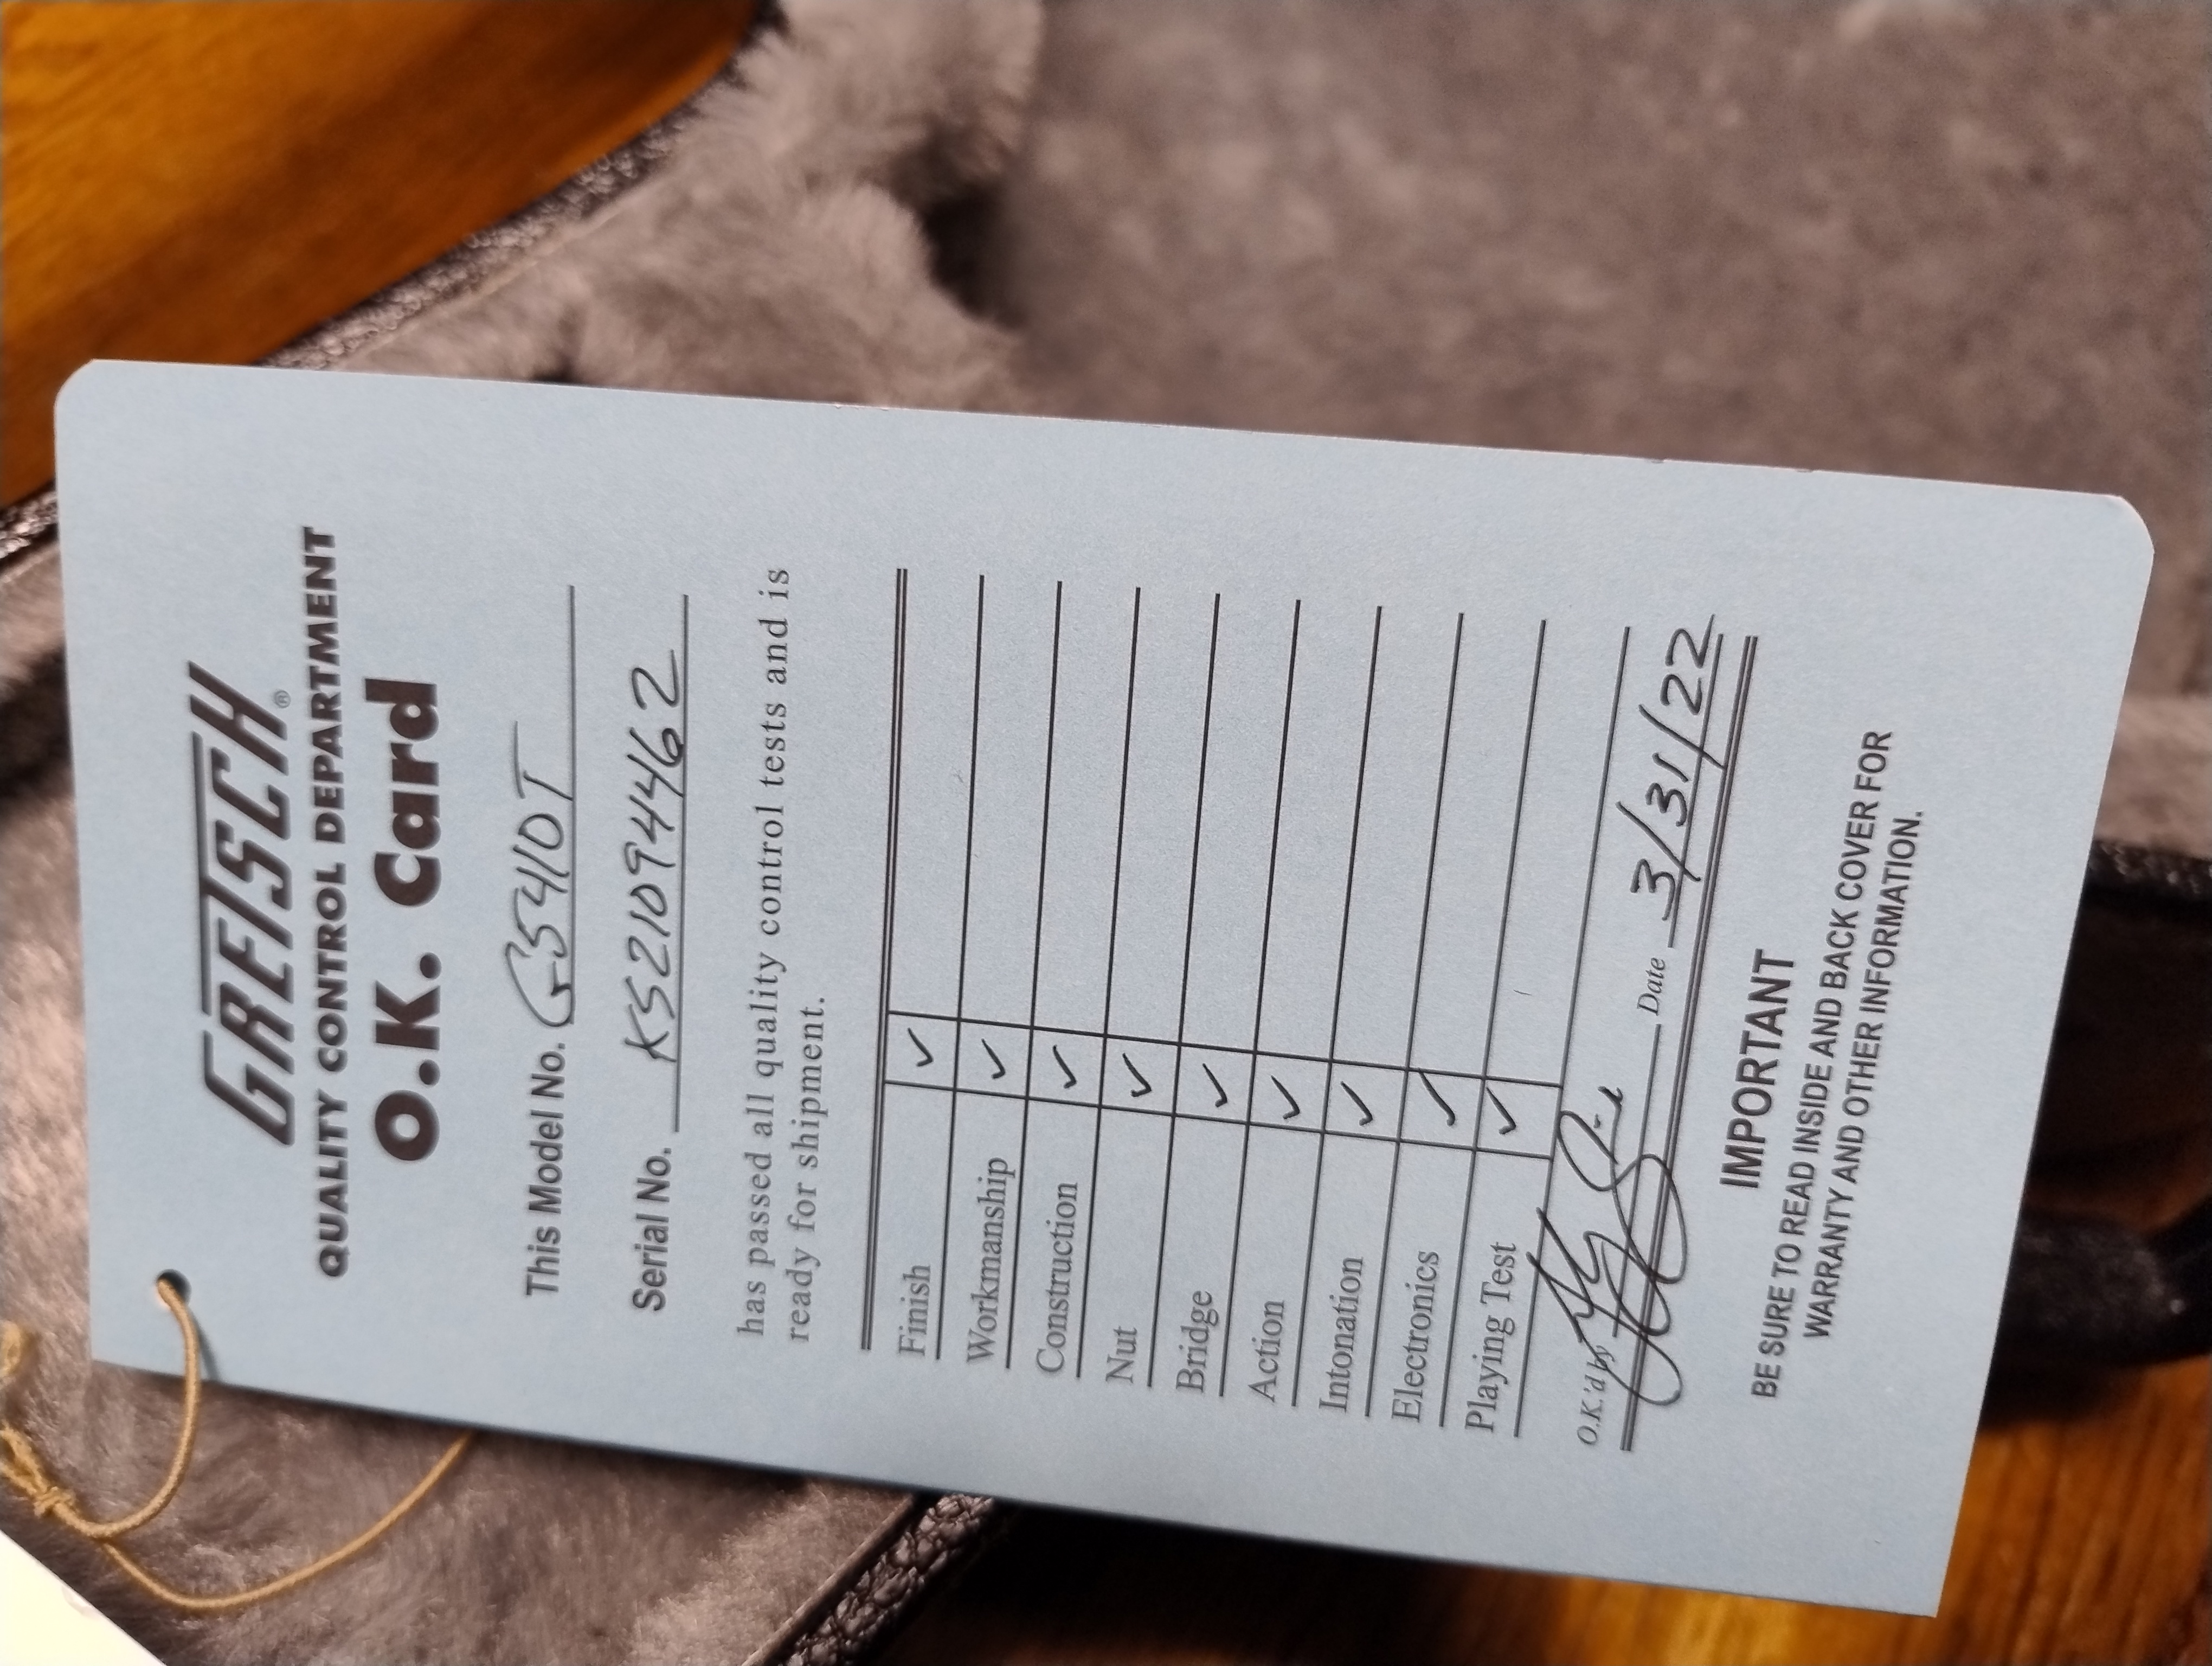 GRETSCH®
QUALITY CONTROL DEPARTMENT
O.K. Card
This Model No. G5410T
Serial No. KS21094462
has passed all quality control tests and is
ready for shipment.
Finish ✓
Workmanship ✓
Construction ✓
Nut ✓
Bridge ✓
Action ✓
Intonation ✓
Electronics ✓
Playing Test ✓
O.K.'d by Date 3/31/22
IMPORTANT
BE SURE TO READ INSIDE AND BACK COVER FOR
WARRANTY AND OTHER INFORMATION.